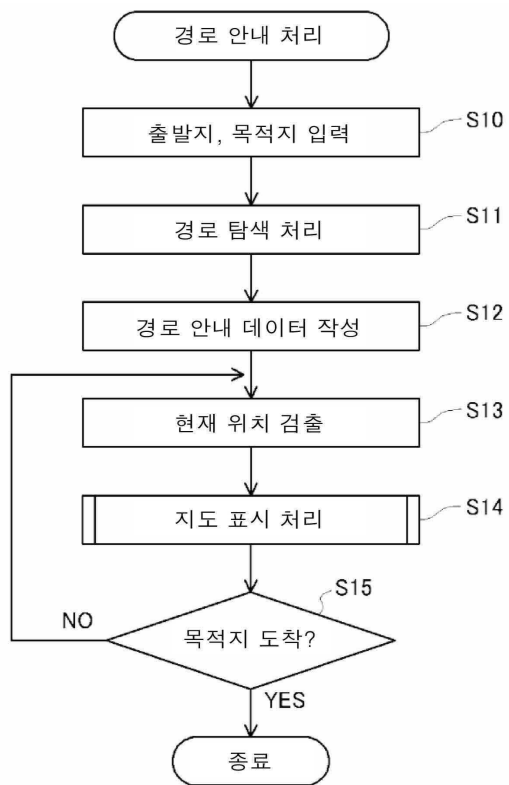 경로 안내 처리
출발지, 목적지 입력
S10
경로 탐색 처리
S11
경로 안내 데이터 작성
S12
현재 위치 검출
S13
지도 표시 처리
S14
목적지 도착?
S15
NO
YES
종료